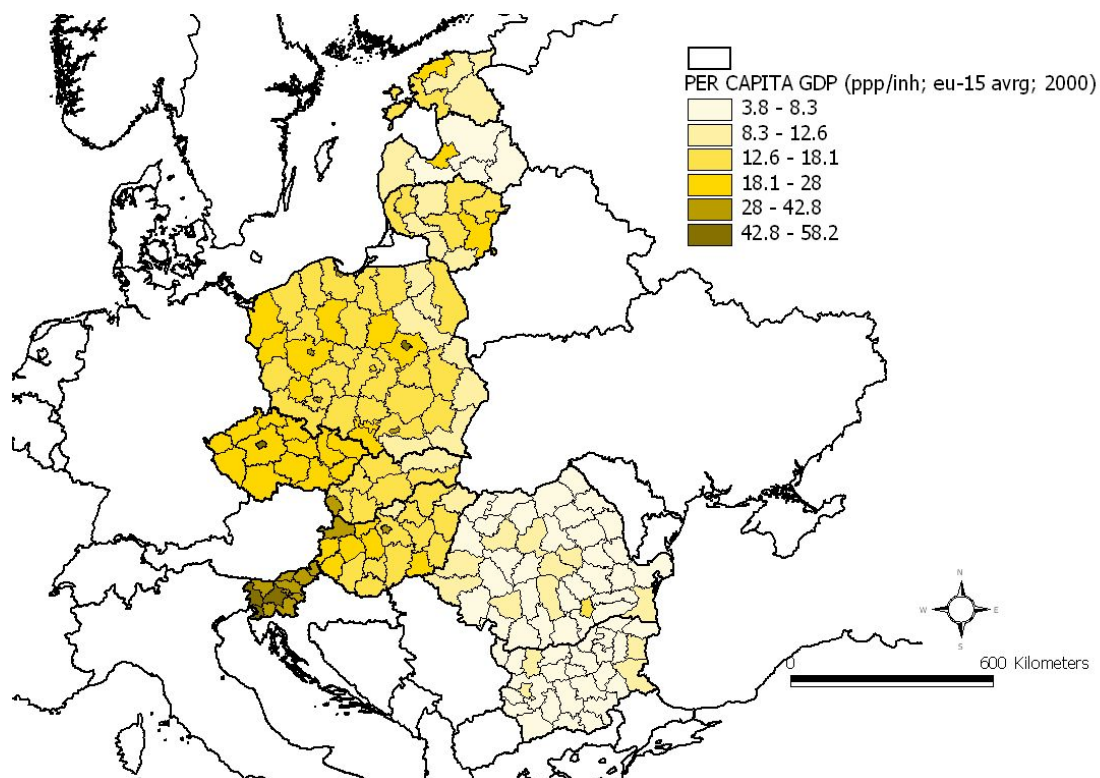 PER CAPITA GDP (ppp/inh; eu-15 avrg; 2000)
3.8 - 8.3
8.3 - 12.6
12.6 - 18.1
18.1 - 28
28 - 42.8
42.8 - 58.2
N
W E
S
0 600 Kilometers